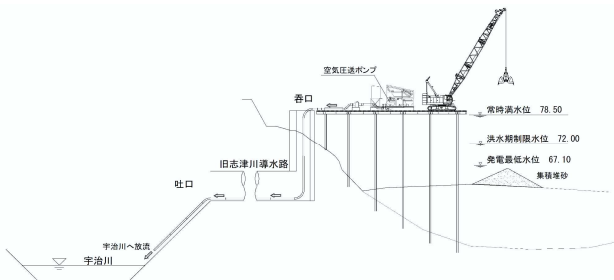 空気圧送ポンプ
呑口
常時満水位 78.50
洪水期制限水位 72.00
発電最低水位 67.10
集積堆砂
旧志津川導水路
吐口
宇治川へ放流
宇治川